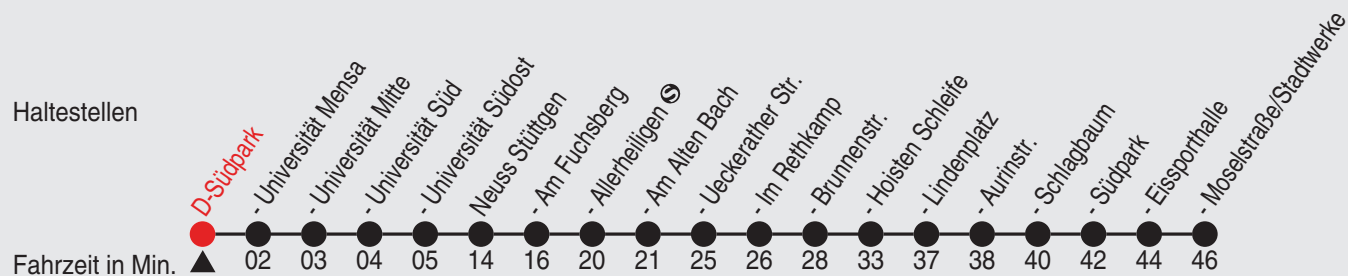 Haltestellen
D-Südpark
- Universität Mensa
- Universität Mitte
- Universität Süd
- Universität Südost
Neuss Stüttgen
- Am Fuchsberg
- Allerheiligen Ⓢ
- Am Alten Bach
- Ueckerather Str.
- Im Rethkamp
- Brunnenstr.
- Hoisten Schleife
- Lindenplatz
- Aurinstr.
- Schlagbaum
- Südpark
- Eissporthalle
- Moselstraße/Stadtwerke
Fahrzeit in Min. ▲ 02 03 04 05 14 16 20 21 25 26 28 33 37 38 40 42 44 46